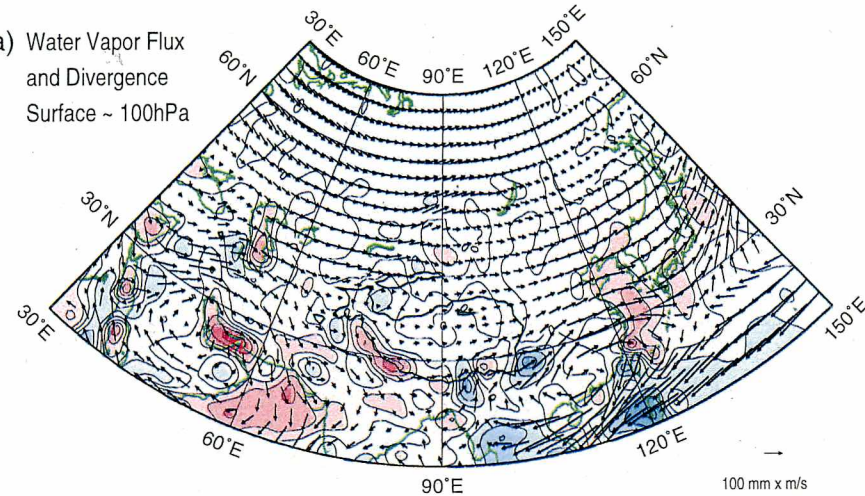 a) Water Vapor Flux
and Divergence
Surface ~ 100hPa
30˚E
60˚E
90˚E
120˚E
150˚E
60˚N
60˚N
30˚N
30˚N
30˚E
150˚E
60˚E
120˚E
90˚E
100 mm x m/s